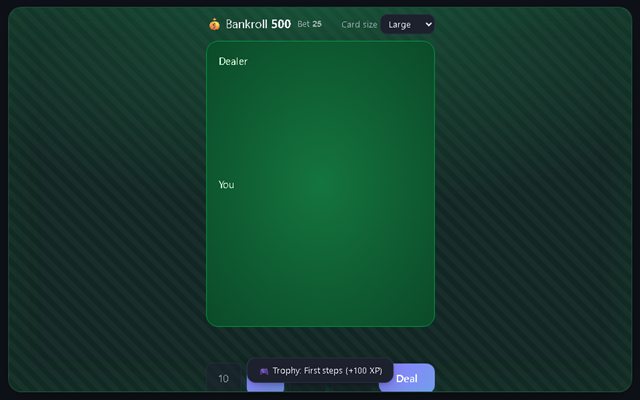 Bankroll 500 Bet 25 Card size Large
Dealer
You
Trophy: First steps (+100 XP)
10 Deal